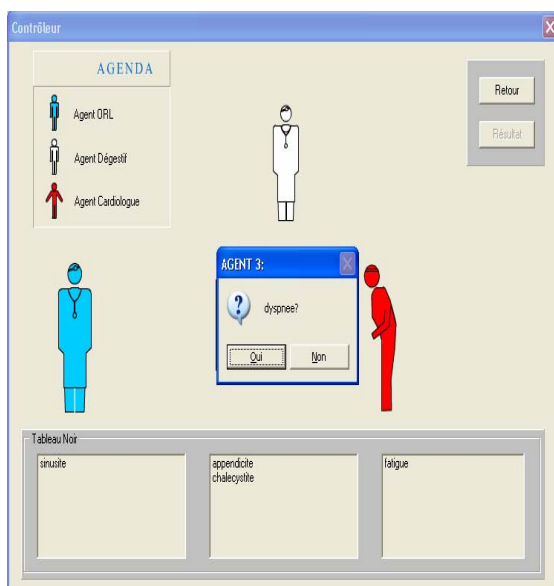 Contrôleur
AGENDA
Agent ORL
Agent Dégestif
Agent Cardiologue
Retour
Résultat
AGENT 3:
dyspnee?
Oui
Non
Tableau Noir
sinusite
appendicite
chalecystite
fatigue